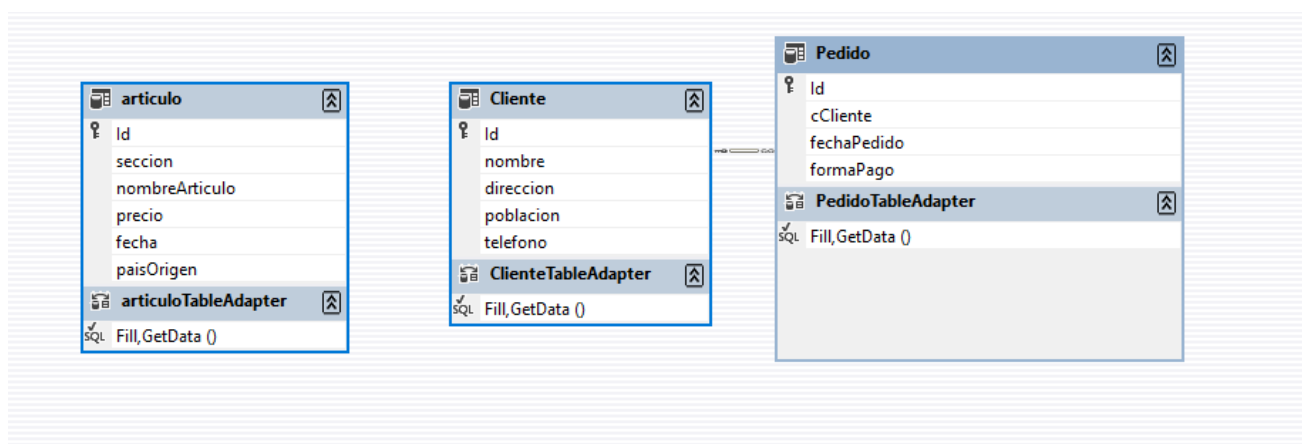 articulo
Id
seccion
nombreArticulo
precio
fecha
paisOrigen
articuloTableAdapter
SQL Fill,GetData ()
Cliente
Id
nombre
direccion
poblacion
telefono
ClienteTableAdapter
SQL Fill,GetData ()
Pedido
Id
cCliente
fechaPedido
formaPago
PedidoTableAdapter
SQL Fill,GetData ()